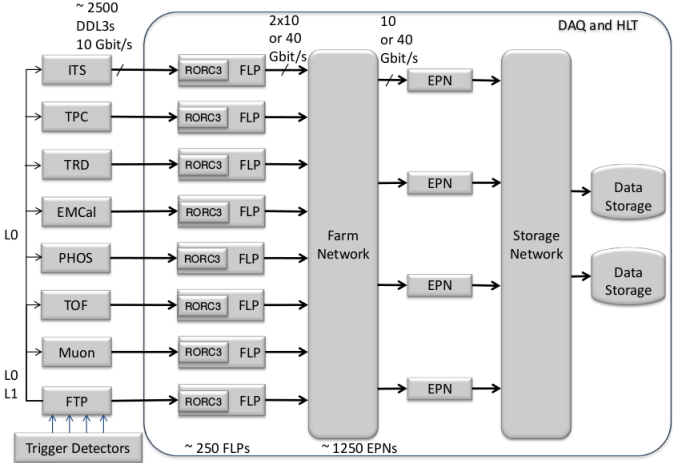 ~ 2500
DDL3s
10 Gbit/s
2x10
or 40
Gbit/s
10
or 40
Gbit/s
DAQ and HLT
ITS
RORC3
FLP
EPN
TPC
RORC3
FLP
TRD
RORC3
FLP
EPN
EMCal
RORC3
FLP
L0
PHOS
RORC3
FLP
Farm
Network
Storage
Network
Data
Storage
Data
Storage
TOF
RORC3
FLP
EPN
Muon
RORC3
FLP
L0
L1
FTP
RORC3
FLP
EPN
Trigger Detectors
~ 250 FLPs
~ 1250 EPNs